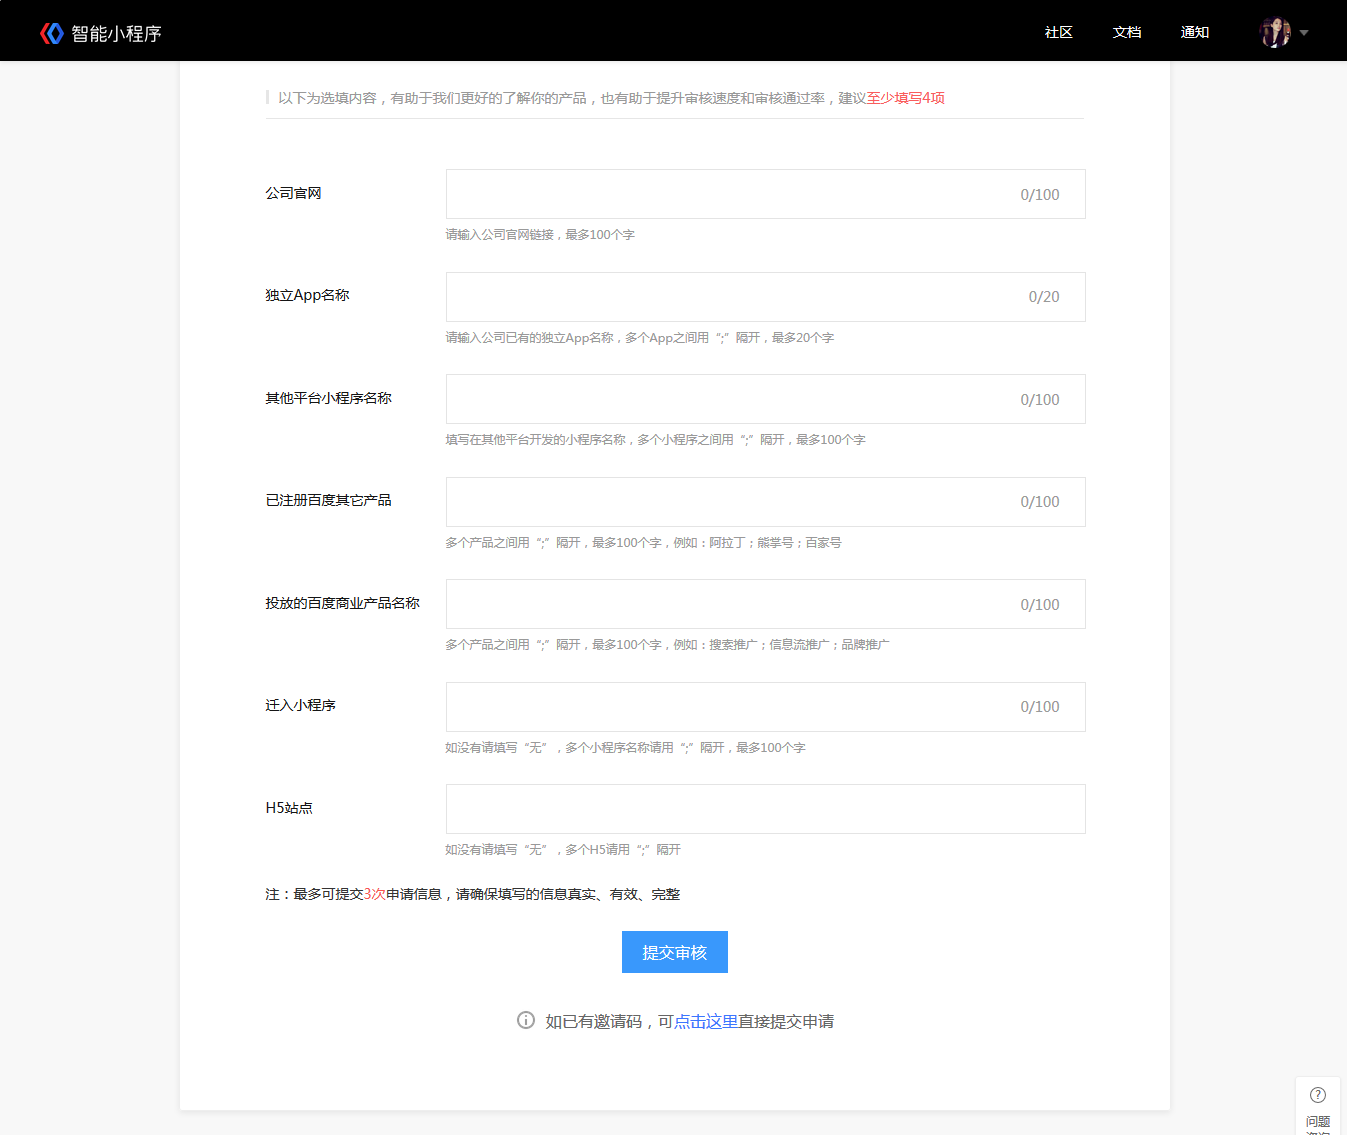 智能小程序
社区 文档 通知
以下为选填内容，有助于我们更好的了解你的产品，也有助于提升审核速度和审核通过率，建议至少填写4项
公司官网
0/100
请输入公司官网链接，最多100个字
独立App名称
0/20
请输入公司已有的独立App名称，多个App之间用“;”隔开，最多20个字
其他平台小程序名称
0/100
填写在其他平台开发的小程序名称，多个小程序之间用“;”隔开，最多100个字
已注册百度其它产品
0/100
多个产品之间用“;”隔开，最多100个字，例如：阿拉丁；熊掌号；百家号
投放的百度商业产品名称
0/100
多个产品之间用“;”隔开，最多100个字，例如：搜索推广；信息流推广；品牌推广
迁入小程序
0/100
如没有请填写“无”，多个小程序名称请用“;”隔开，最多100个字
H5站点
如没有请填写“无”，多个H5请用“;”隔开
注：最多可提交3次申请信息，请确保填写的信息真实、有效、完整
提交审核
如已有邀请码，可点击这里直接提交申请
问题